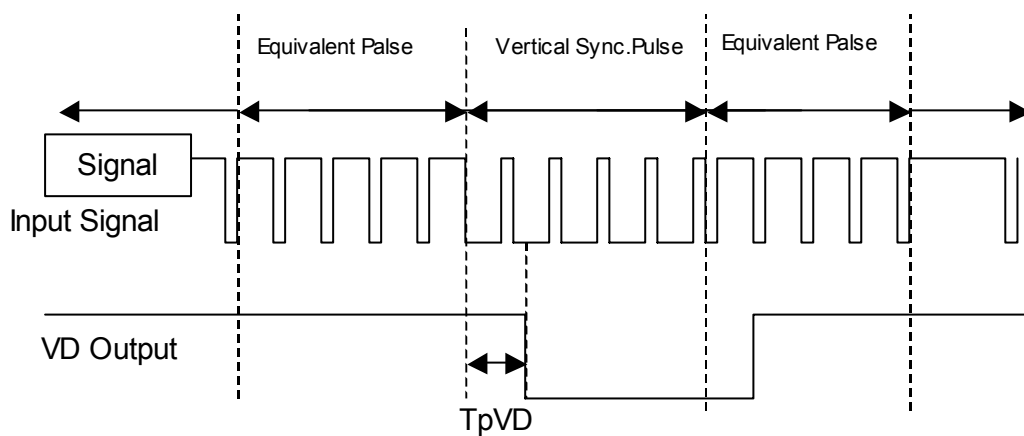 Equivalent Palse
Vertical Sync.Pulse
Equivalent Palse
Signal
Input Signal
VD Output
TpVD